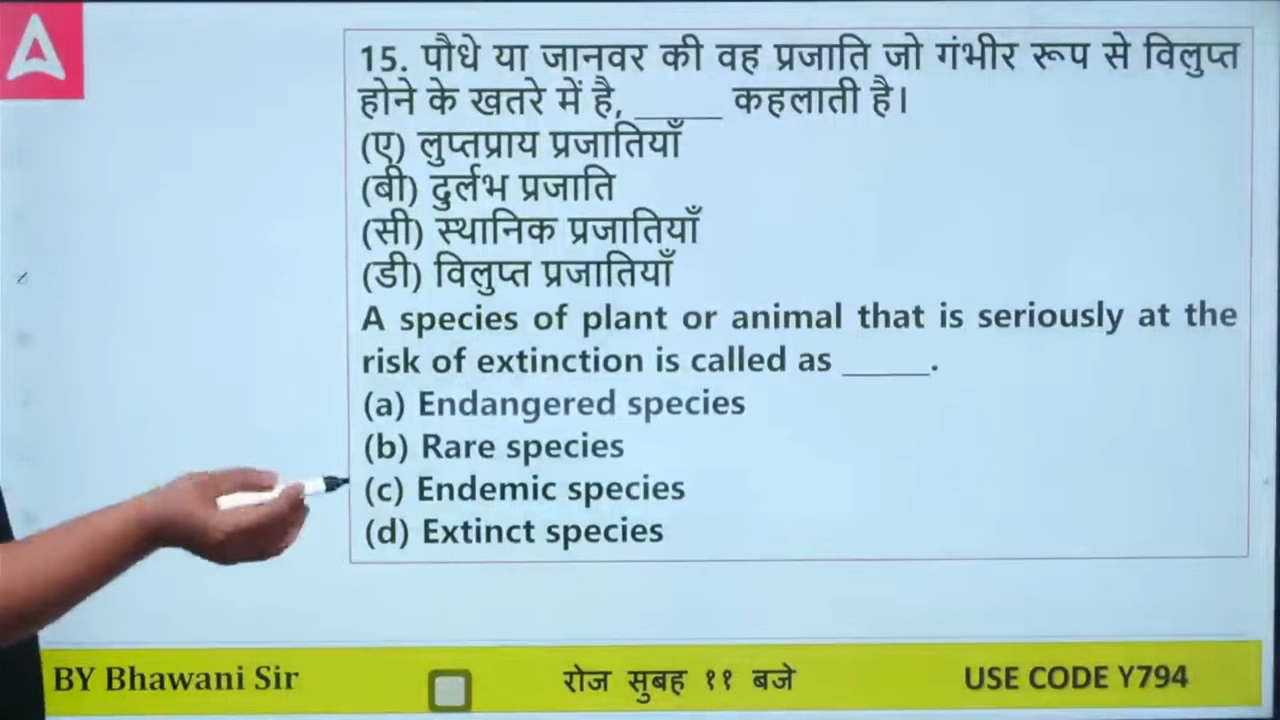 15. पौधे या जानवर की वह प्रजाति जो गंभीर रूप से विलुप्त
होने के खतरे में है, _____ कहलाती है।
(ए) लुप्तप्राय प्रजातियाँ
(बी) दुर्लभ प्रजाति
(सी) स्थानिक प्रजातियाँ
(डी) विलुप्त प्रजातियाँ
A species of plant or animal that is seriously at the
risk of extinction is called as _____.
(a) Endangered species
(b) Rare species
(c) Endemic species
(d) Extinct species
BY Bhawani Sir रोज सुबह ११ बजे USE CODE Y794